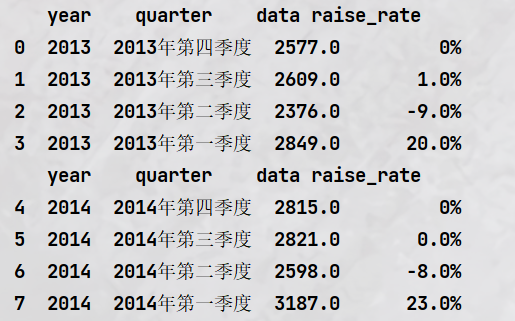 year quarter data raise_rate
0 2013 2013年第四季度 2577.0 0%
1 2013 2013年第三季度 2609.0 1.0%
2 2013 2013年第二季度 2376.0 -9.0%
3 2013 2013年第一季度 2849.0 20.0%
year quarter data raise_rate
4 2014 2014年第四季度 2815.0 0%
5 2014 2014年第三季度 2821.0 0.0%
6 2014 2014年第二季度 2598.0 -8.0%
7 2014 2014年第一季度 3187.0 23.0%